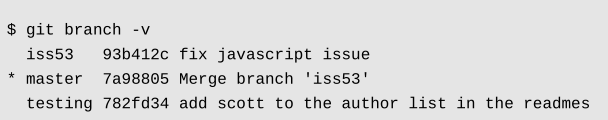 $ git branch -v
  iss53   93b412c fix javascript issue
* master  7a98805 Merge branch 'iss53'
  testing 782fd34 add scott to the author list in the readmes